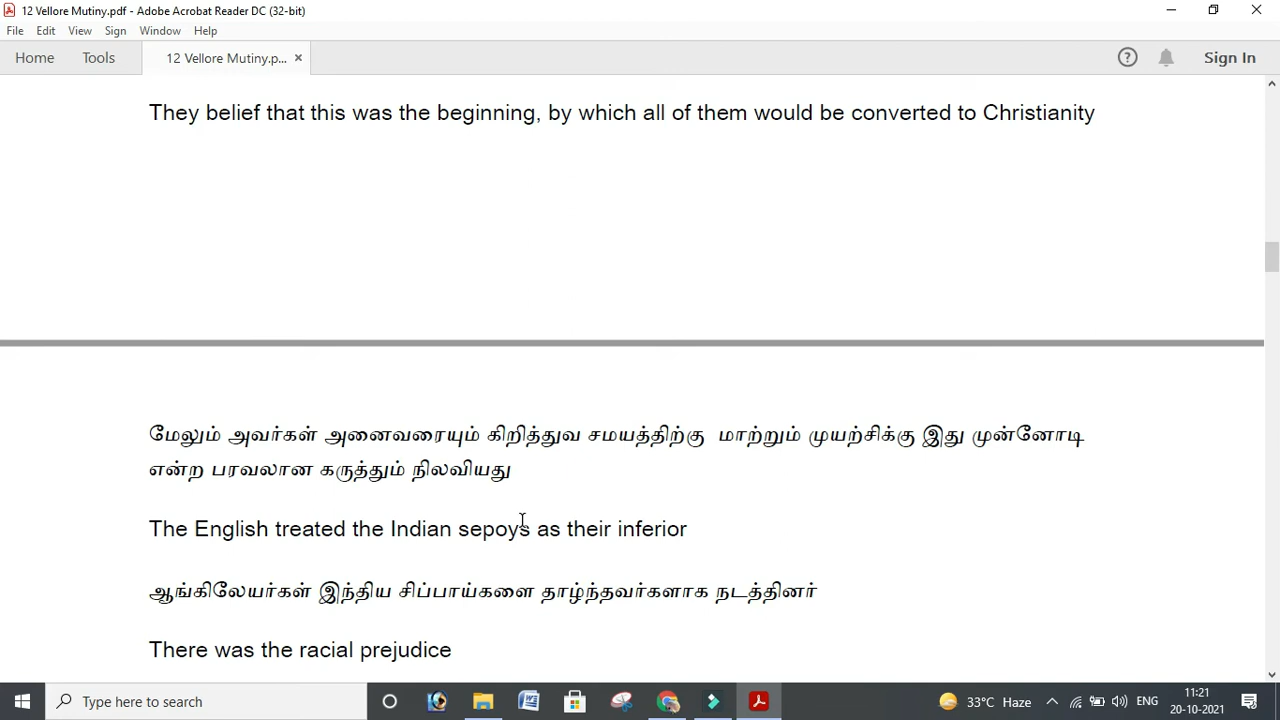 12 Vellore Mutiny.pdf - Adobe Acrobat Reader DC (32-bit)
File Edit View Sign Window Help
Home Tools 12 Vellore Mutiny.p... × Sign In
They belief that this was the beginning, by which all of them would be converted to Christianity
மேலும் அவர்கள் அனைவரையும் கிறித்துவ சமயத்திற்கு மாற்றும் முயற்சிக்கு இது முன்னோடி
என்ற பரவலான கருத்தும் நிலவியது
The English treated the Indian sepoys as their inferior
ஆங்கிலேயர்கள் இந்திய சிப்பாய்களை தாழ்ந்தவர்களாக நடத்தினர்
There was the racial prejudice
Type here to search 33°C Haze ENG 11:21
20-10-2021